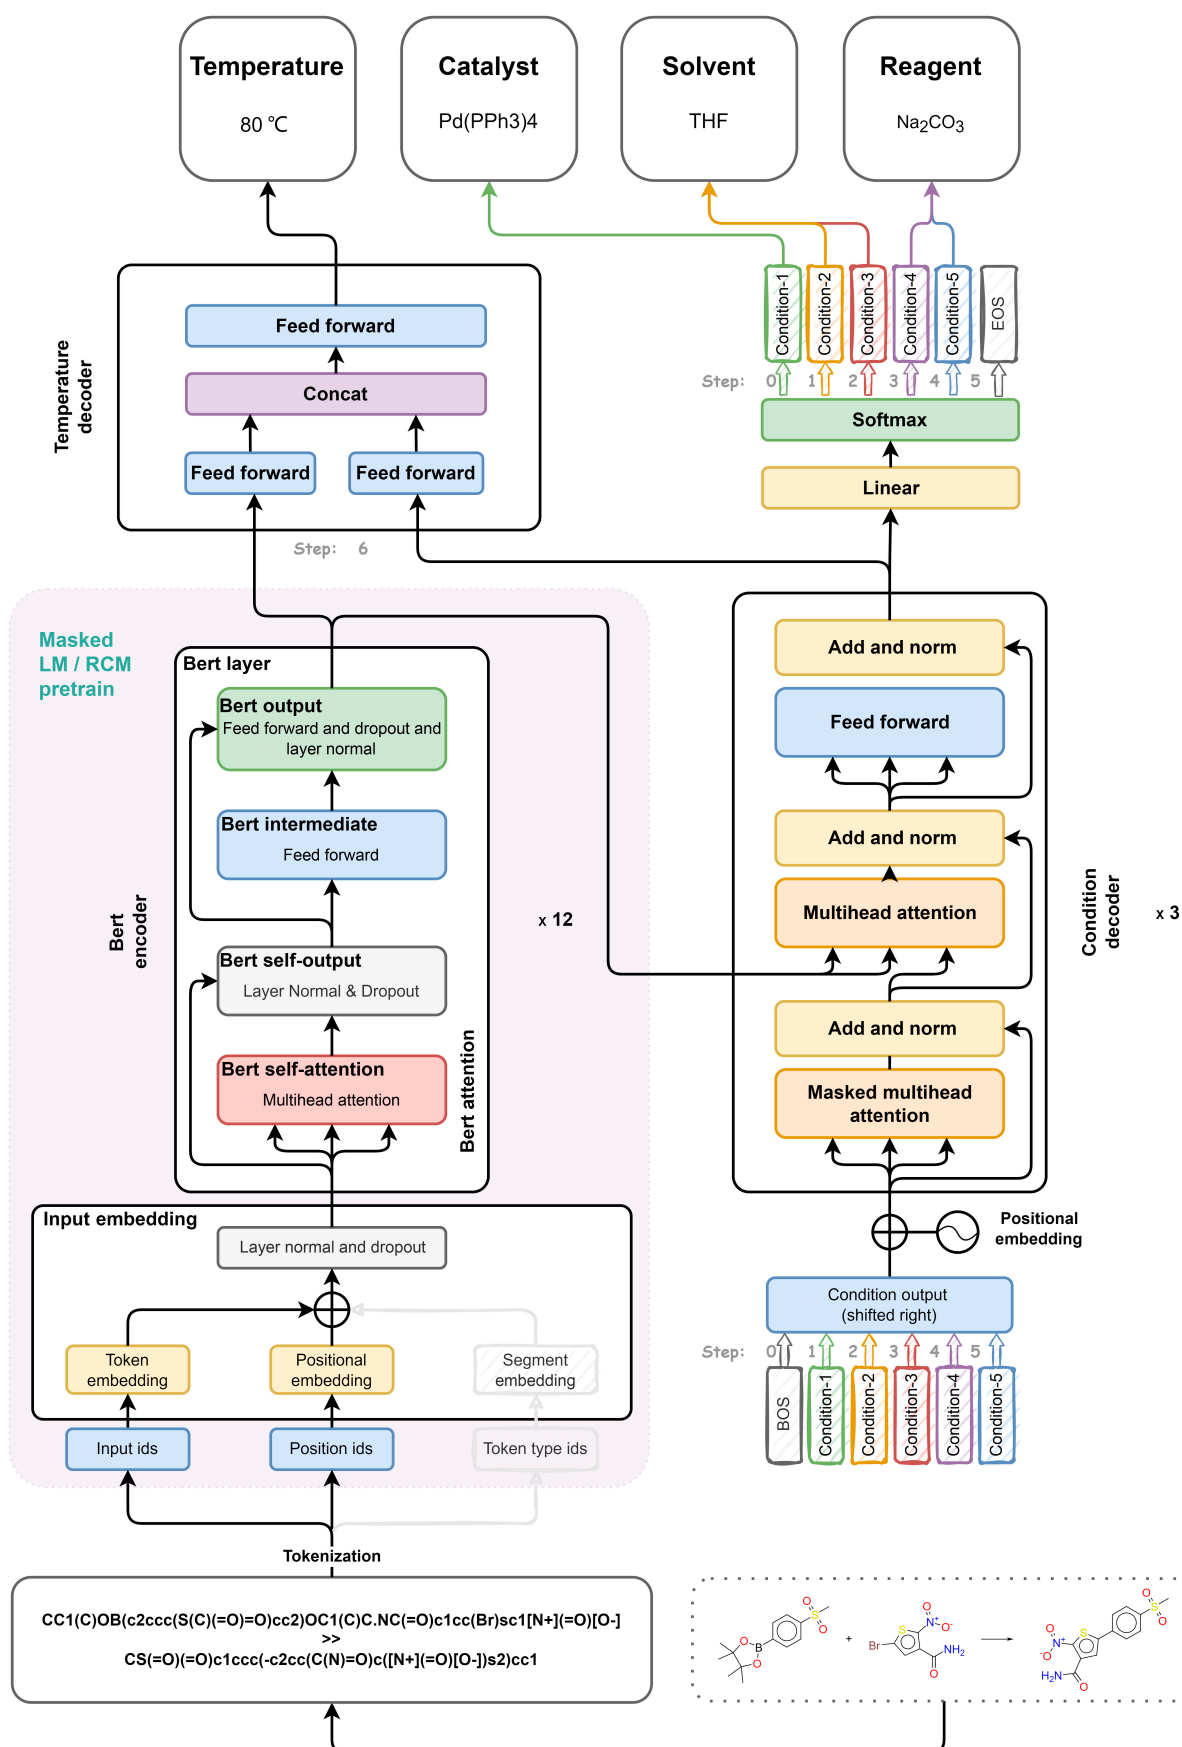 Temperature
80 ℃
Catalyst
Pd(PPh3)4
Solvent
THF
Reagent
Na2CO3
Condition-1
Condition-2
Condition-3
Condition-4
Condition-5
EOS
Step: 0 1 2 3 4 5
Softmax
Linear
Temperature
decoder
Feed forward
Concat
Feed forward
Feed forward
Step: 6
Masked
LM / RCM
pretrain
Bert
encoder
Bert layer
Bert output
Feed forward and dropout and
layer normal
Bert intermediate
Feed forward
x 12
Bert self-output
Layer Normal & Dropout
Bert self-attention
Multihead attention
Bert attention
Input embedding
Layer normal and dropout
Token
embedding
Positional
embedding
Segment
embedding
Input ids
Position ids
Token type ids
Tokenization
CC1(C)OB(c2ccc(S(C)(=O)=O)cc2)OC1(C)C.NC(=O)c1cc(Br)sc1[N+](=O)[O-]
>>
CS(=O)(=O)c1ccc(-c2cc(C(N)=O)c([N+](=O)[O-])s2)cc1
Add and norm
Feed forward
Add and norm
Multihead attention
Add and norm
Masked multihead
attention
Condition
decoder
x 3
Positional
embedding
Condition output
(shifted right)
Step: 0 1 2 3 4 5
BOS
Condition-1
Condition-2
Condition-3
Condition-4
Condition-5
O
S
O
B
O
O
+
Br
S
N+
O
O-
NH2
O
O
S
O
S
N+
O
-O
H2N
O